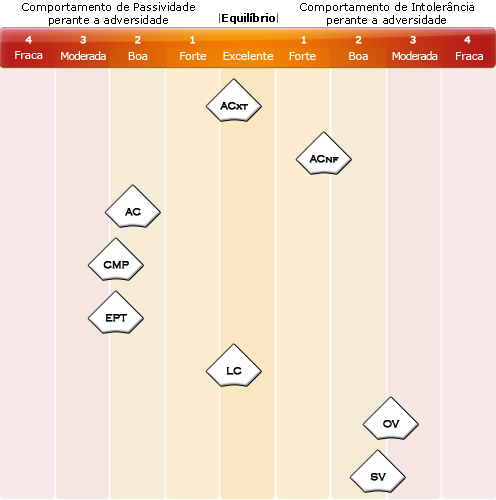 Comportamento de Passividade
perante a adversidade
|Equilíbrio|
Comportamento de Intolerância
perante a adversidade
4 3 2 1 1 2 3 4
Fraca Moderada Boa Forte Excelente Forte Boa Moderada Fraca
ACXT
ACNF
AC
CMP
EPT
LC
OV
SV